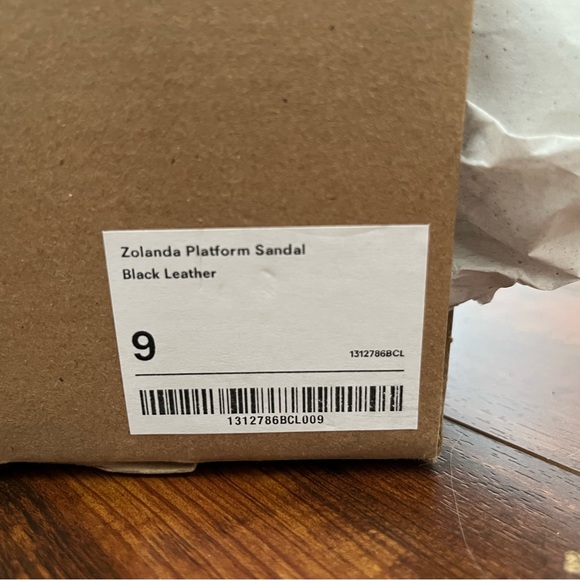 Zolanda Platform Sandal
Black Leather
9
1312786BCL
1312786BCL009